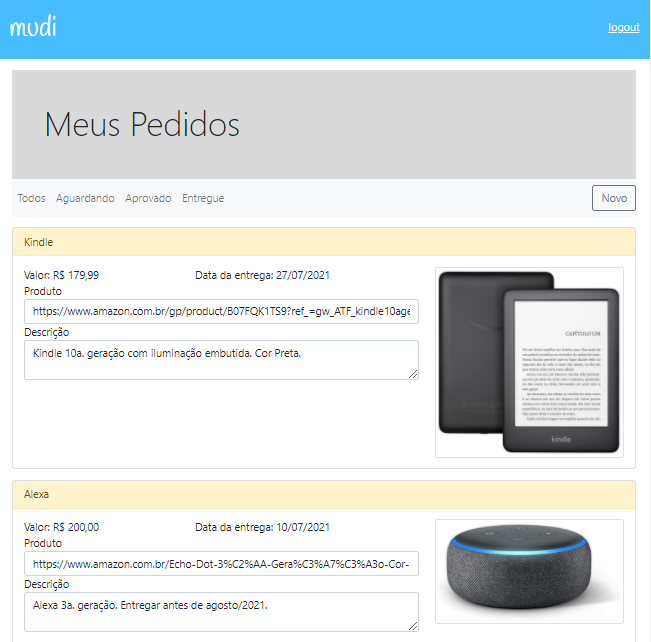 mudi
logout
Meus Pedidos
Todos Aguardando Aprovado Entregue Novo
Kindle
Valor: R$ 179,99 Data da entrega: 27/07/2021
Produto
https://www.amazon.com.br/gp/product/B07FQK1TS9?ref_=gw_ATF_kindle10age
Descrição
Kindle 10a. geração com iluminação embutida. Cor Preta.
CAPÍTULO UM
kindle
Alexa
Valor: R$ 200,00 Data da entrega: 10/07/2021
Produto
https://www.amazon.com.br/Echo-Dot-3%C2%AA-Gera%C3%A7%C3%A3o-Cor-
Descrição
Alexa 3a. geração. Entregar antes de agosto/2021.